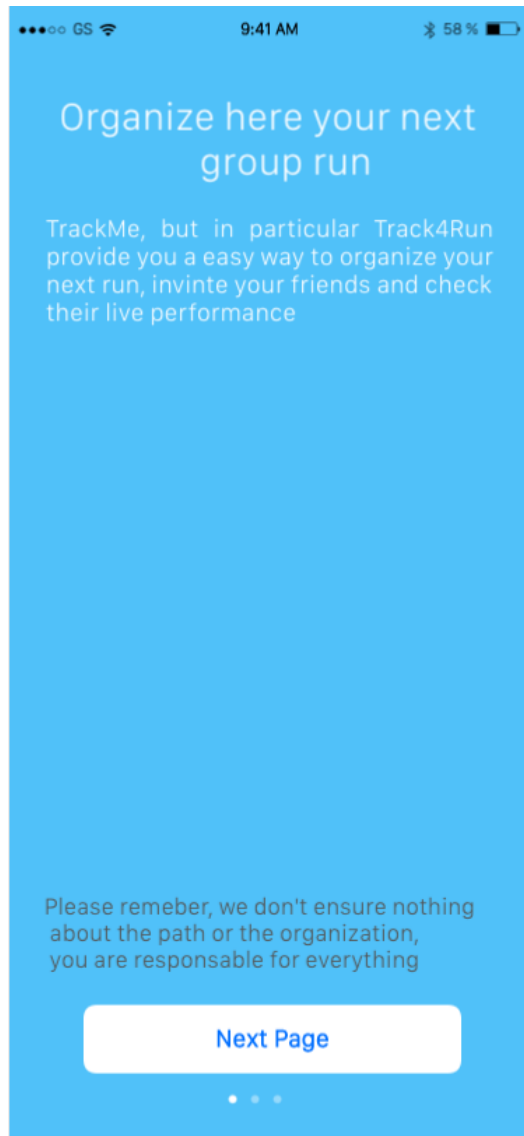 GS 9:41 AM 58 %
Organize here your next
group run
TrackMe, but in particular Track4Run
provide you a easy way to organize your
next run, invinte your friends and check
their live performance
Please remeber, we don't ensure nothing
about the path or the organization,
you are responsable for everything
Next Page